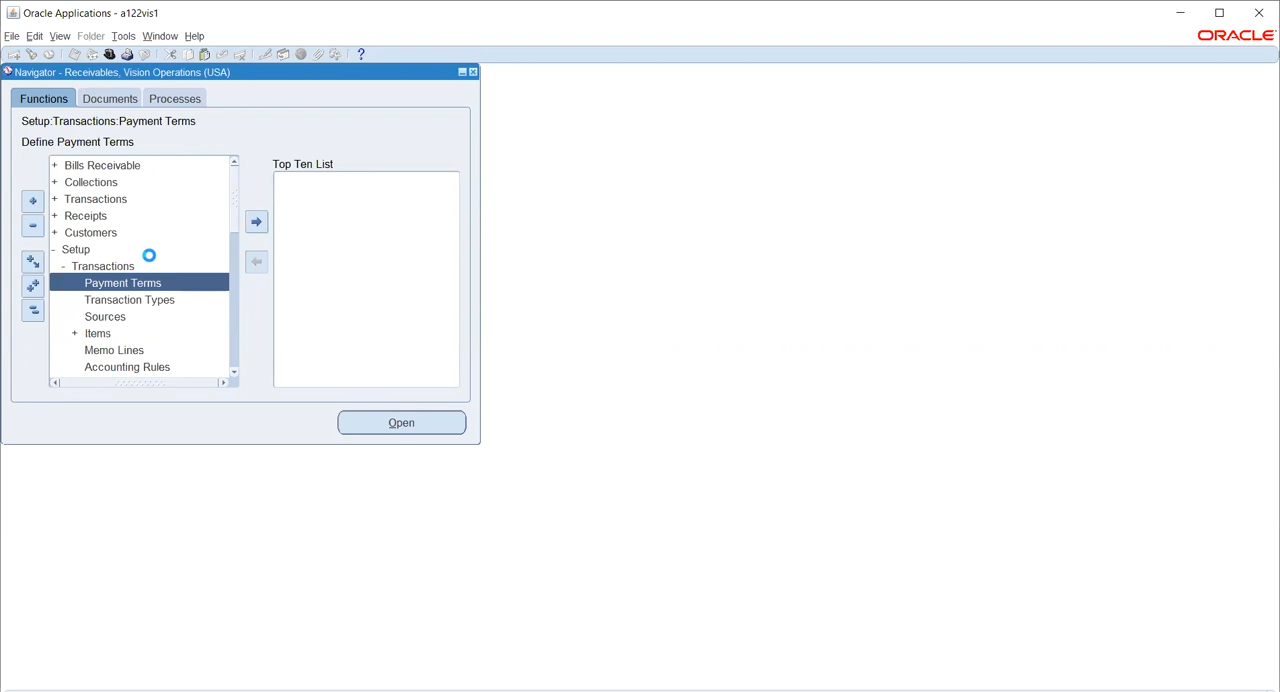 Oracle Applications - a122vis1
File Edit View Folder Tools Window Help
ORACLE
Navigator - Receivables, Vision Operations (USA)
Functions Documents Processes
Setup:Transactions:Payment Terms
Define Payment Terms
Top Ten List
+ Bills Receivable
+ Collections
+ Transactions
+ Receipts
+ Customers
- Setup
- Transactions
Payment Terms
Transaction Types
Sources
+ Items
Memo Lines
Accounting Rules
Open